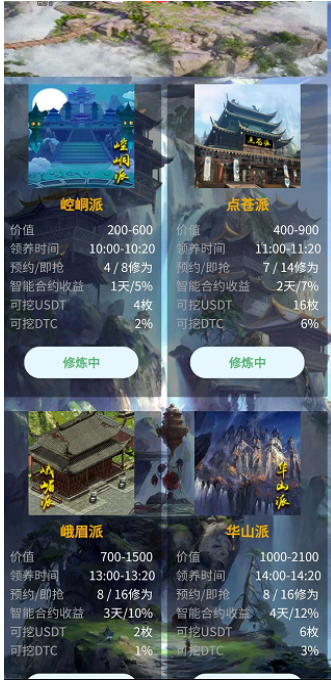 崆峒派
崆峒派
价值 200-600
领养时间 10:00-10:20
预约/即抢 4 / 8修为
智能合约收益 1天/5%
可挖USDT 4枚
可挖DTC 2%
修炼中
点苍派
点苍派
价值 400-900
领养时间 11:00-11:20
预约/即抢 7 / 14修为
智能合约收益 2天/7%
可挖USDT 16枚
可挖DTC 6%
修炼中
峨嵋派
峨眉派
价值 700-1500
领养时间 13:00-13:20
预约/即抢 8 / 16修为
智能合约收益 3天/10%
可挖USDT 2枚
可挖DTC 1%
华山派
华山派
价值 1000-2100
领养时间 14:00-14:20
预约/即抢 8 / 16修为
智能合约收益 4天/12%
可挖USDT 6枚
可挖DTC 3%